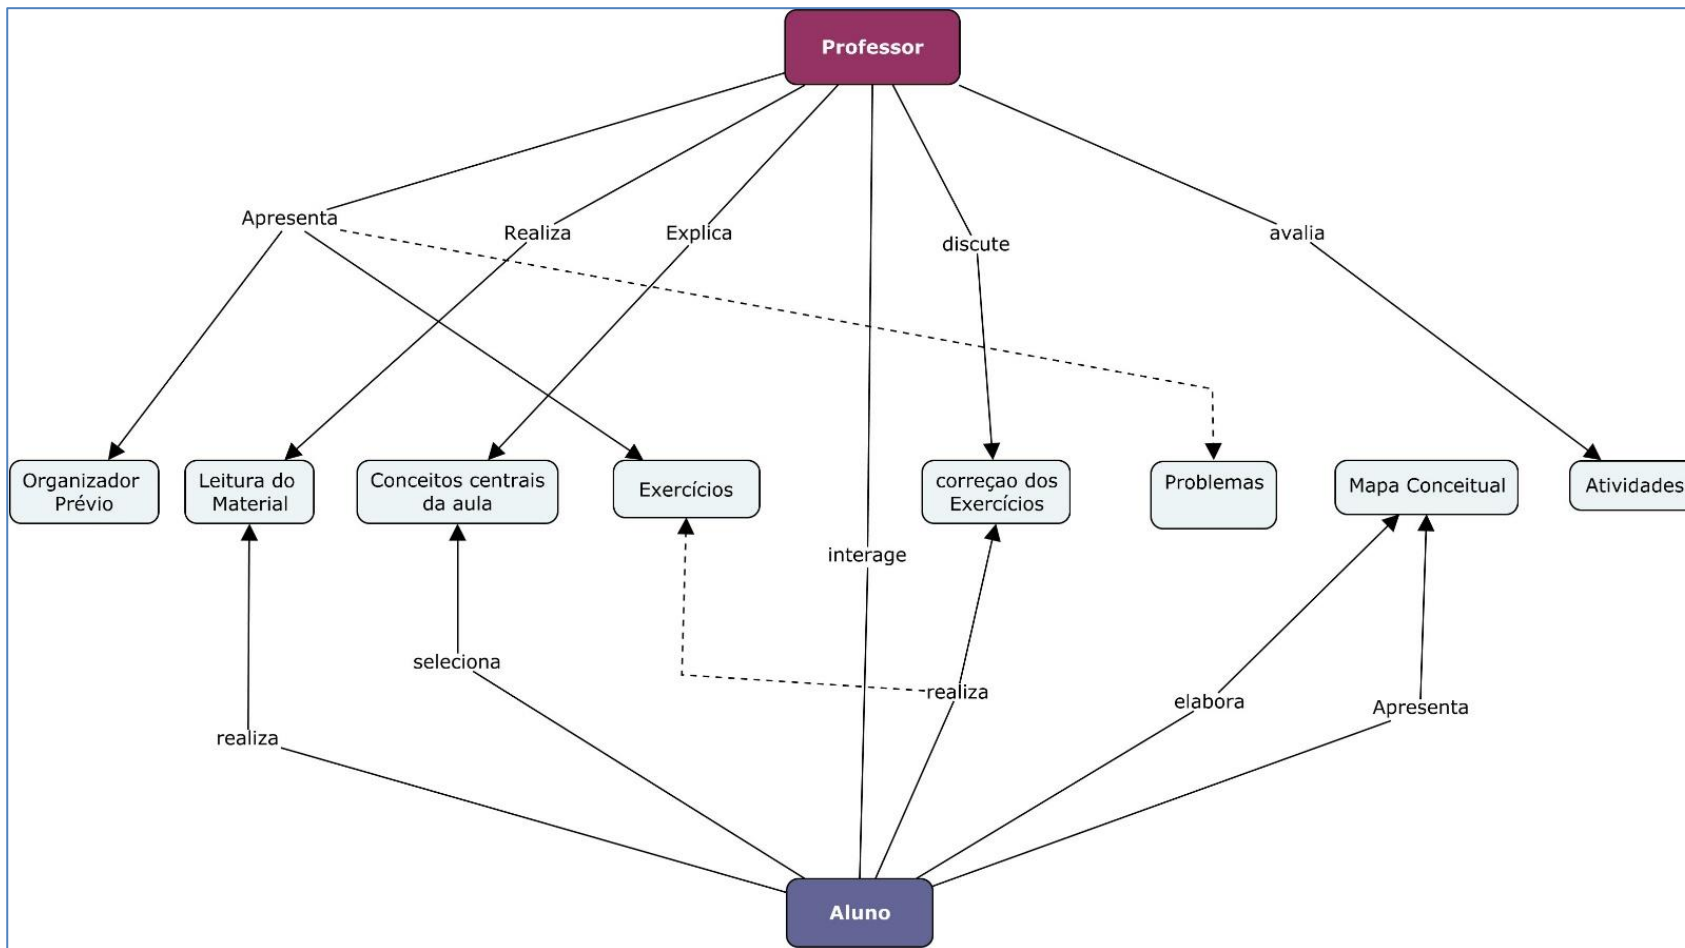 Professor
Apresenta
Realiza
Explica
discute
avalia
Organizador
Prévio
Leitura do
Material
Conceitos centrais
da aula
Exercícios
correçao dos
Exercícios
Problemas
Mapa Conceitual
Atividades
interage
seleciona
realiza
realiza
elabora
Apresenta
Aluno